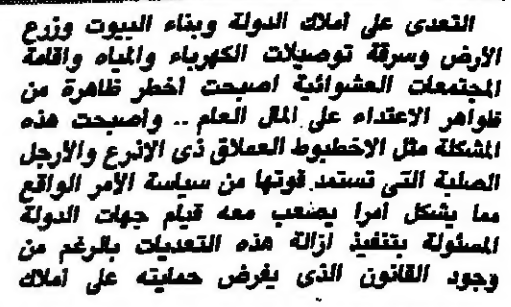 التعدى على أملاك الدولة وبناء البيوت وزرع
الأرض وسرقة توصيلات الكهرباء والمياه واقامة
المجتمعات العشوائية اصبحت اخطر ظاهرة من
ظواهر الاعتداء على المال العام .. واصبحت هذه
المشكلة مثل الاخطبوط العملاق ذى الاذرع والأرجل
الصلبة التى تستمد قوتها من سياسة الأمر الواقع
مما يشكل امرا يصعب معه قيام جهات الدولة
المسئولة بتنفيذ ازالة هذه التعديات بالرغم من
وجود القانون الذى يفرض حمايته على أملاك